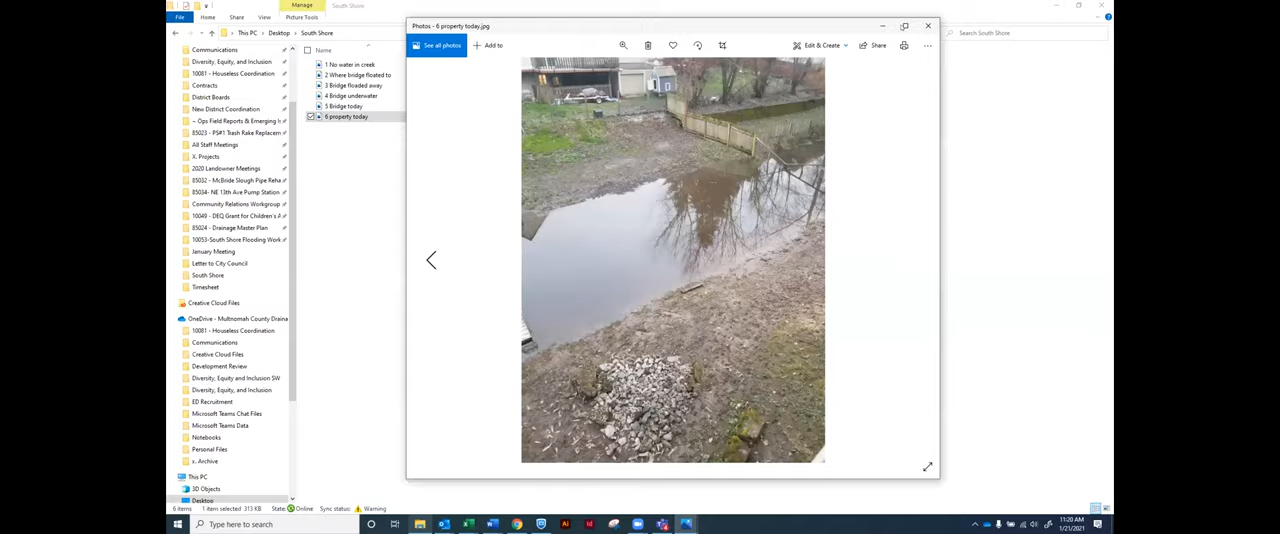 Manage
South Shore
File
Home
Share
View
Picture Tools
This PC > Desktop > South Shore
Search South Shore
Communications
Diversity, Equity, and Inclusion
10081 - Houseless Coordination
Contracts
District Boards
New District Coordination
~ Ops Field Reports & Emerging I
85023 - PS#1 Trash Rake Replacem
All Staff Meetings
X. Projects
2020 Landowner Meetings
85032 - McBride Slough Pipe Reha
85034- NE 13th Ave Pump Station
Community Relations Workgroup
10049 - DEQ Grant for Children's A
85024 - Drainage Master Plan
10053-South Shore Flooding Work
January Meeting
Letter to City Council
South Shore
Timesheet
Creative Cloud Files
OneDrive - Multnomah County Draina
10081 - Houseless Coordination
Communications
Creative Cloud Files
Development Review
Diversity, Equity and Inclusion SW
Diversity, Equity, and Inclusion
ED Recruitment
Microsoft Teams Chat Files
Microsoft Teams Data
Notebooks
Personal Files
x. Archive
This PC
3D Objects
Desktop
Name
1 No water in creek
2 Where bridge floated to
3 Bridge floaded away
4 Bridge underwater
5 Bridge today
6 property today
Photos - 6 property today.jpg
See all photos
Add to
Edit & Create
Share
6 items
1 item selected 313 KB
State: Online
Sync status: Warning
Type here to search
11:20 AM
1/21/2021